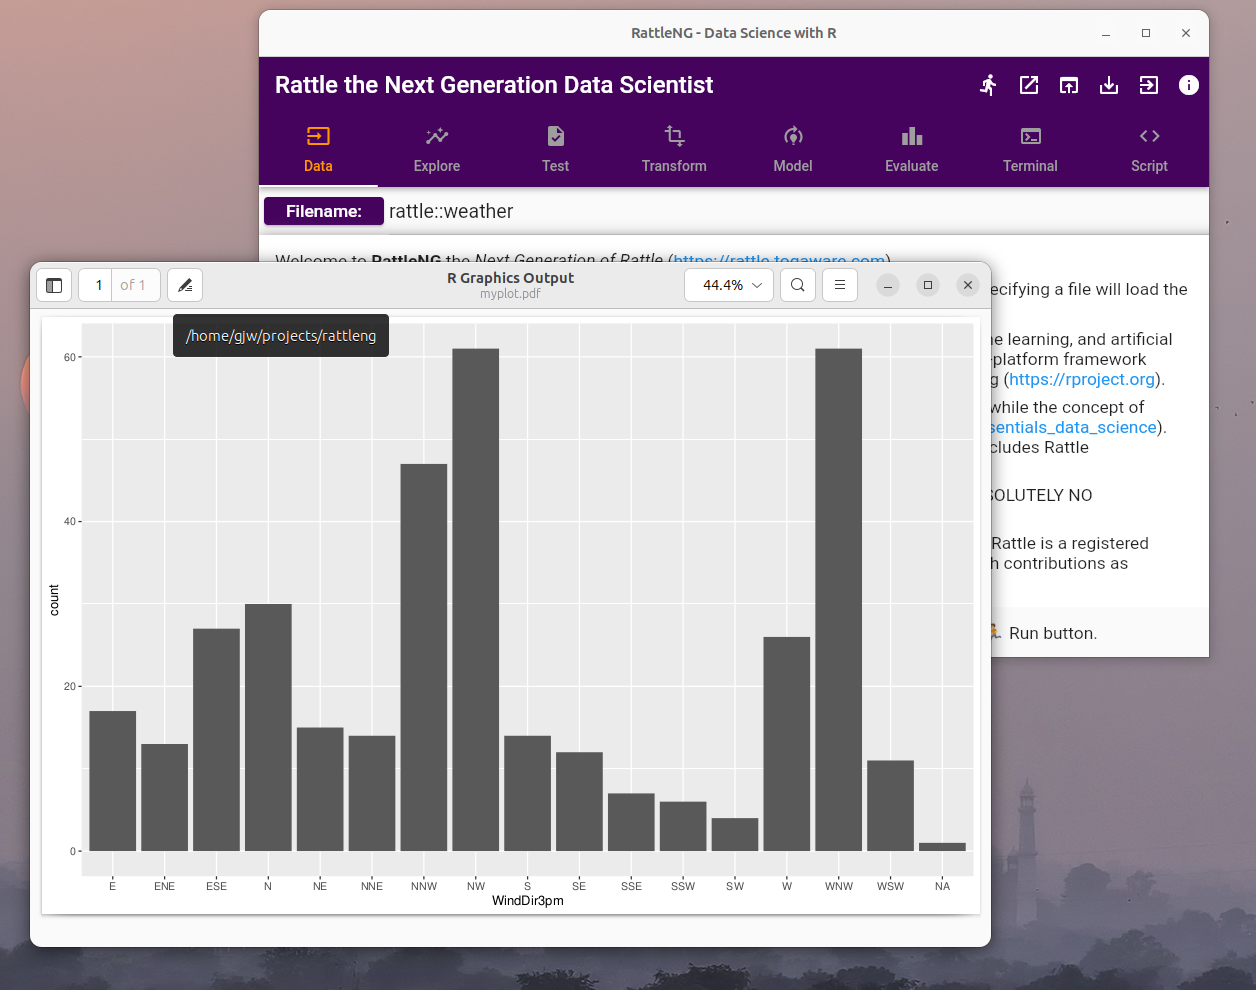 RattleNG - Data Science with R
Rattle the Next Generation Data Scientist
Data
Explore
Test
Transform
Model
Evaluate
Terminal
Script
Filename:
rattle::weather
Welcome to RattleNG the Next Generation of Rattle (https://rattle.togaware.com)
ecifying a file will load the
e learning, and artificial
-platform framework
g (https://rproject.org).
while the concept of
sentials_data_science).
cludes Rattle
SOLUTELY NO
Rattle is a registered
h contributions as
Run button.
1
of 1
R Graphics Output
myplot.pdf
44.4%
/home/gjw/projects/rattleng
60
40
20
0
count
E
ENE
ESE
N
NE
NNE
NNW
NW
S
SE
SSE
SSW
SW
W
WNW
WSW
NA
WindDir3pm